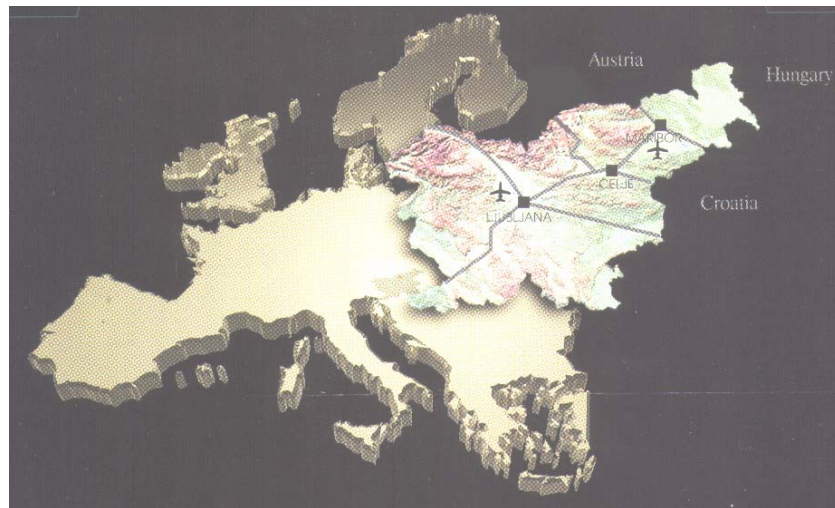 Austria
Hungary
MARIBOR
CELJE
Croatia
LJUBLJANA